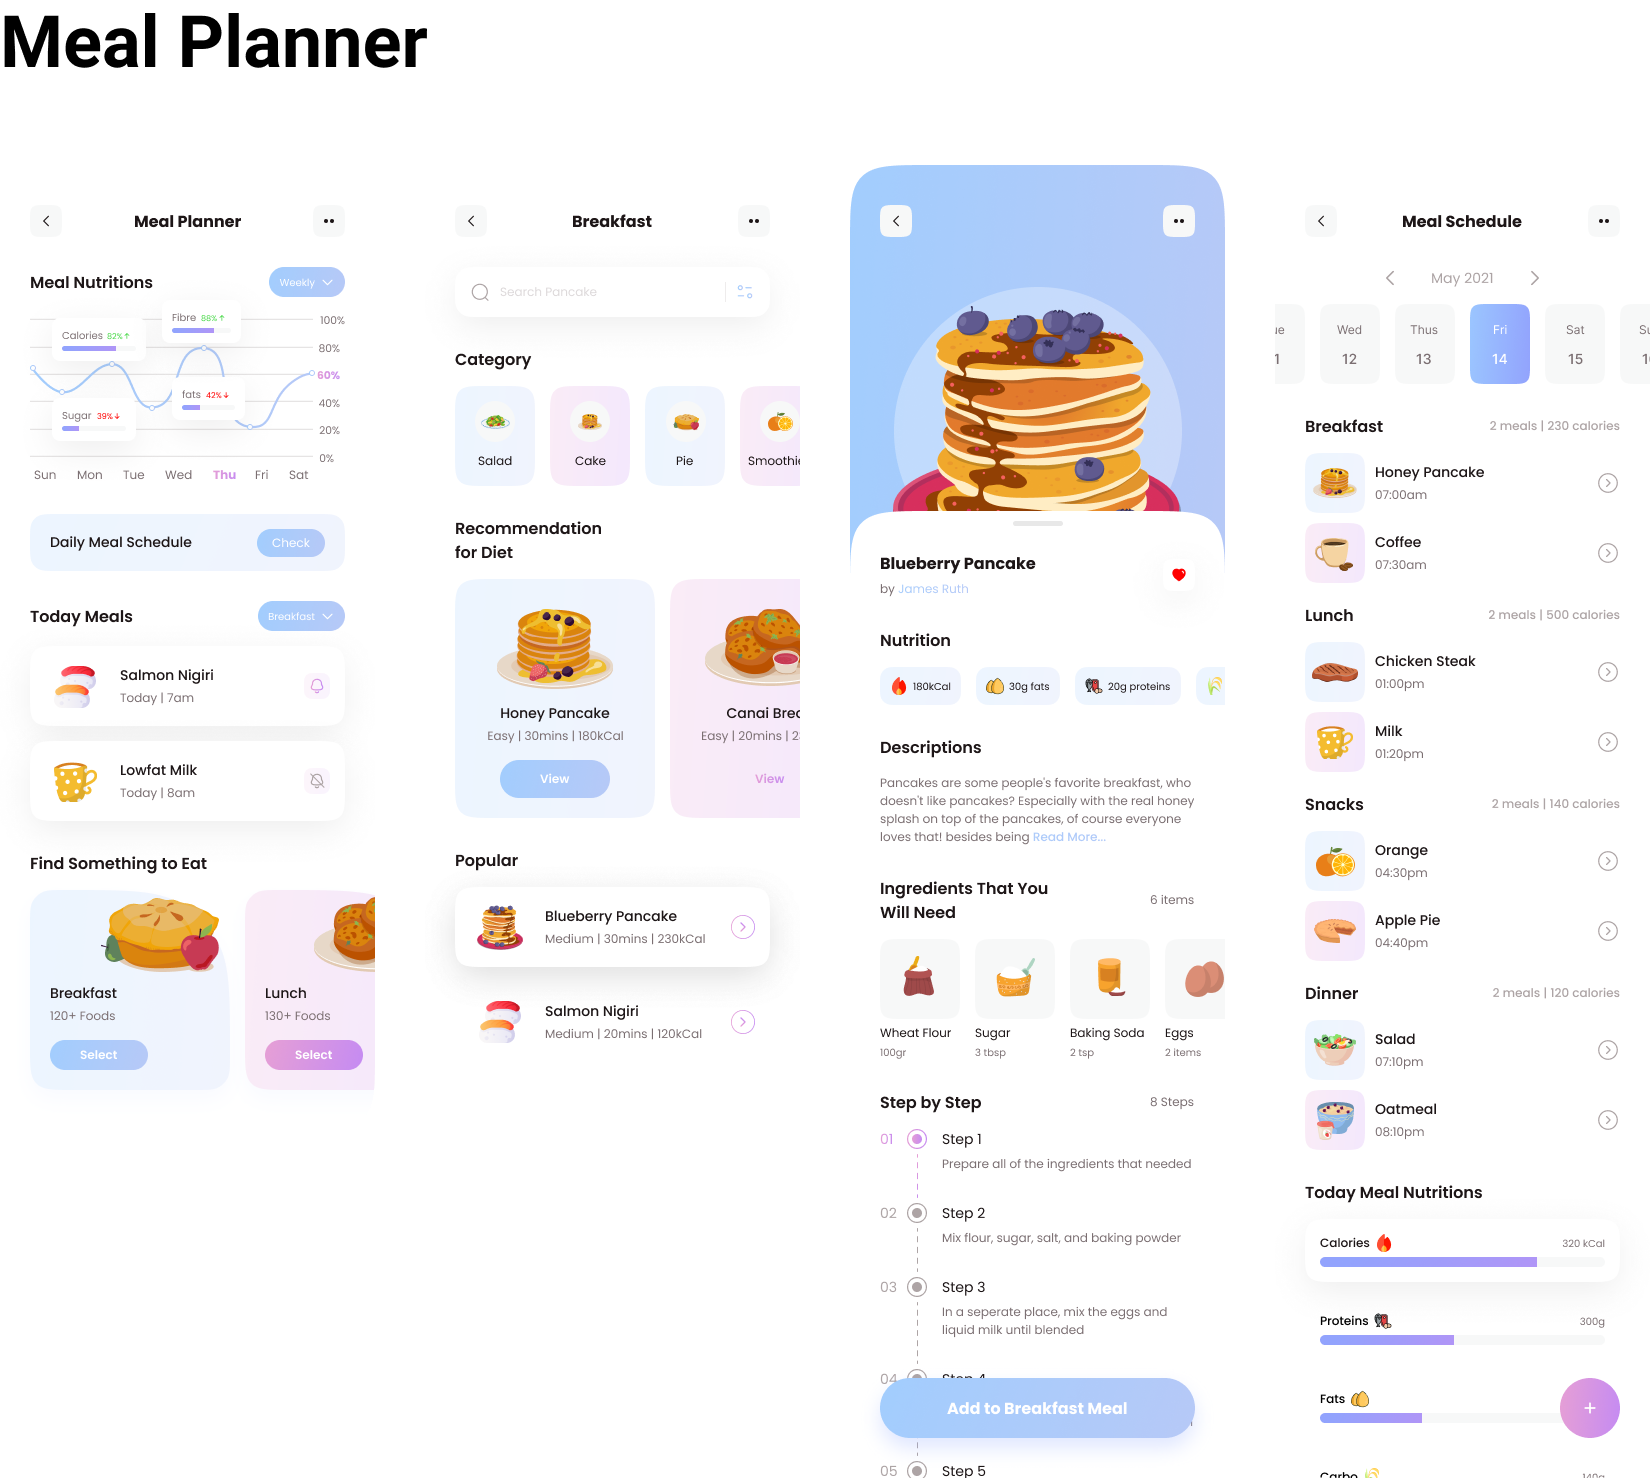 Meal Planner
Meal Planner
Meal Nutritions
Weekly
Fibre 88%↑
Calories 82%↑
fats 42%↓
Sugar 39%↓
100%
80%
60%
40%
20%
0%
Sun Mon Tue Wed Thu Fri Sat
Daily Meal Schedule
Check
Today Meals
Breakfast
Salmon Nigiri
Today | 7am
Lowfat Milk
Today | 8am
Find Something to Eat
Breakfast
120+ Foods
Select
Lunch
130+ Foods
Select
Breakfast
Search Pancake
Category
Salad
Cake
Pie
Smoothie
Recommendation
for Diet
Honey Pancake
Easy | 30mins | 180kCal
View
Canai Brea
Easy | 20mins | 2
View
Popular
Blueberry Pancake
Medium | 30mins | 230kCal
Salmon Nigiri
Medium | 20mins | 120kCal
Blueberry Pancake
by James Ruth
Nutrition
180kCal
30g fats
20g proteins
Descriptions
Pancakes are some people's favorite breakfast, who
doesn't like pancakes? Especially with the real honey
splash on top of the pancakes, of course everyone
loves that! besides being Read More...
Ingredients That You
Will Need
6 items
Wheat Flour
100gr
Sugar
3 tbsp
Baking Soda
2 tsp
Eggs
2 items
Step by Step
8 Steps
01 Step 1
Prepare all of the ingredients that needed
02 Step 2
Mix flour, sugar, salt, and baking powder
03 Step 3
In a seperate place, mix the eggs and
liquid milk until blended
04 Step 4
Add to Breakfast Meal
05 Step 5
Meal Schedule
May 2021
ue
1
Wed
12
Thus
13
Fri
14
Sat
15
Su
1
Breakfast
2 meals | 230 calories
Honey Pancake
07:00am
Coffee
07:30am
Lunch
2 meals | 500 calories
Chicken Steak
01:00pm
Milk
01:20pm
Snacks
2 meals | 140 calories
Orange
04:30pm
Apple Pie
04:40pm
Dinner
2 meals | 120 calories
Salad
07:10pm
Oatmeal
08:10pm
Today Meal Nutritions
Calories
320 kCal
Proteins
300g
Fats
+
Carbo
140g